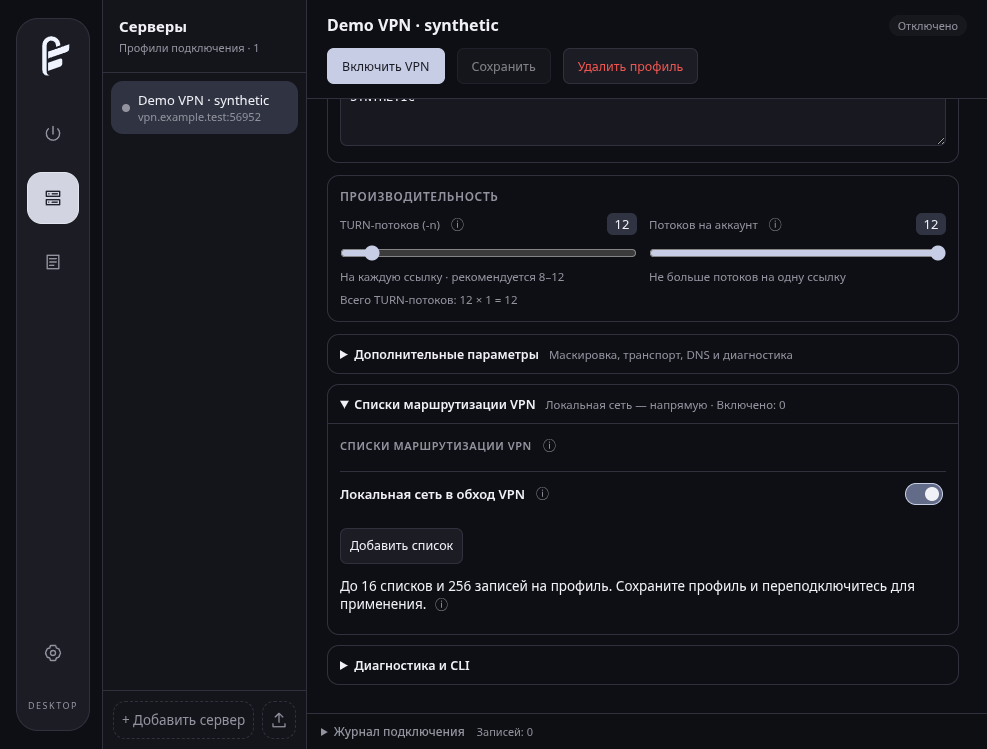 Серверы
Профили подключения · 1
Demo VPN · synthetic
vpn.example.test:56952
+ Добавить сервер
DESKTOP
Demo VPN · synthetic
Отключено
Включить VPN
Сохранить
Удалить профиль
ПРОИЗВОДИТЕЛЬНОСТЬ
TURN-потоков (-n) ⓘ 12
Потоков на аккаунт ⓘ 12
На каждую ссылку · рекомендуется 8–12
Не больше потоков на одну ссылку
Всего TURN-потоков: 12 × 1 = 12
▶ Дополнительные параметры Маскировка, транспорт, DNS и диагностика
▼ Списки маршрутизации VPN Локальная сеть — напрямую · Включено: 0
СПИСКИ МАРШРУТИЗАЦИИ VPN ⓘ
Локальная сеть в обход VPN ⓘ
Добавить список
До 16 списков и 256 записей на профиль. Сохраните профиль и переподключитесь для
применения. ⓘ
▶ Диагностика и CLI
▶ Журнал подключения Записей: 0